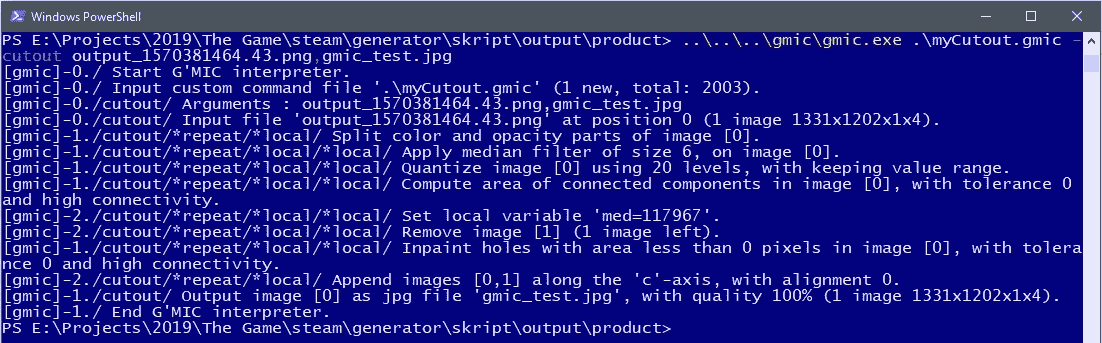 Windows PowerShell
PS E:\Projects\2019\The Game\steam\generator\skript\output\product> ..\..\..\gmic\gmic.exe .\myCutout.gmic -
cutout output_1570381464.43.png,gmic_test.jpg
[gmic]-0./ Start G'MIC interpreter.
[gmic]-0./ Input custom command file '.\myCutout.gmic' (1 new, total: 2003).
[gmic]-0./cutout/ Arguments : output_1570381464.43.png,gmic_test.jpg
[gmic]-0./cutout/ Input file 'output_1570381464.43.png' at position 0 (1 image 1331x1202x1x4).
[gmic]-1./cutout/*repeat/*local/ Split color and opacity parts of image [0].
[gmic]-1./cutout/*repeat/*local/*local/ Apply median filter of size 6, on image [0].
[gmic]-1./cutout/*repeat/*local/*local/ Quantize image [0] using 20 levels, with keeping value range.
[gmic]-1./cutout/*repeat/*local/*local/ Compute area of connected components in image [0], with tolerance 0
and high connectivity.
[gmic]-2./cutout/*repeat/*local/*local/ Set local variable 'med=117967'.
[gmic]-2./cutout/*repeat/*local/*local/ Remove image [1] (1 image left).
[gmic]-1./cutout/*repeat/*local/*local/ Inpaint holes with area less than 0 pixels in image [0], with tolera
nce 0 and high connectivity.
[gmic]-2./cutout/*repeat/*local/ Append images [0,1] along the 'c'-axis, with alignment 0.
[gmic]-1./cutout/ Output image [0] as jpg file 'gmic_test.jpg', with quality 100% (1 image 1331x1202x1x4).
[gmic]-1./ End G'MIC interpreter.
PS E:\Projects\2019\The Game\steam\generator\skript\output\product>